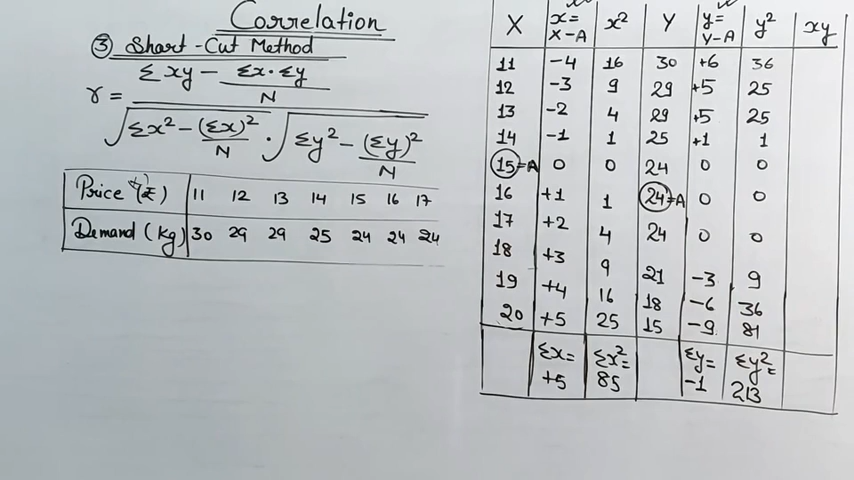 Correlation
③ Short-Cut Method
r = Σxy − Σx·Σy / N
√Σx² − (Σx)²/N · √Σy² − (Σy)²/N
Price (₹) 11 12 13 14 15 16 17
Demand (Kg) 30 29 29 25 24 24 24
X x= X−A x² Y y= Y−A y² xy
11 −4 16 30 +6 36
12 −3 9 29 +5 25
13 −2 4 29 +5 25
14 −1 1 25 +1 1
15=A 0 0 24 0 0
16 +1 1 24=A 0 0
17 +2 4 24 0 0
18 +3 9 21 −3 9
19 +4 16 18 −6 36
20 +5 25 15 −9 81
Σx= +5 Σx²= 85 Σy= −1 Σy²= 213